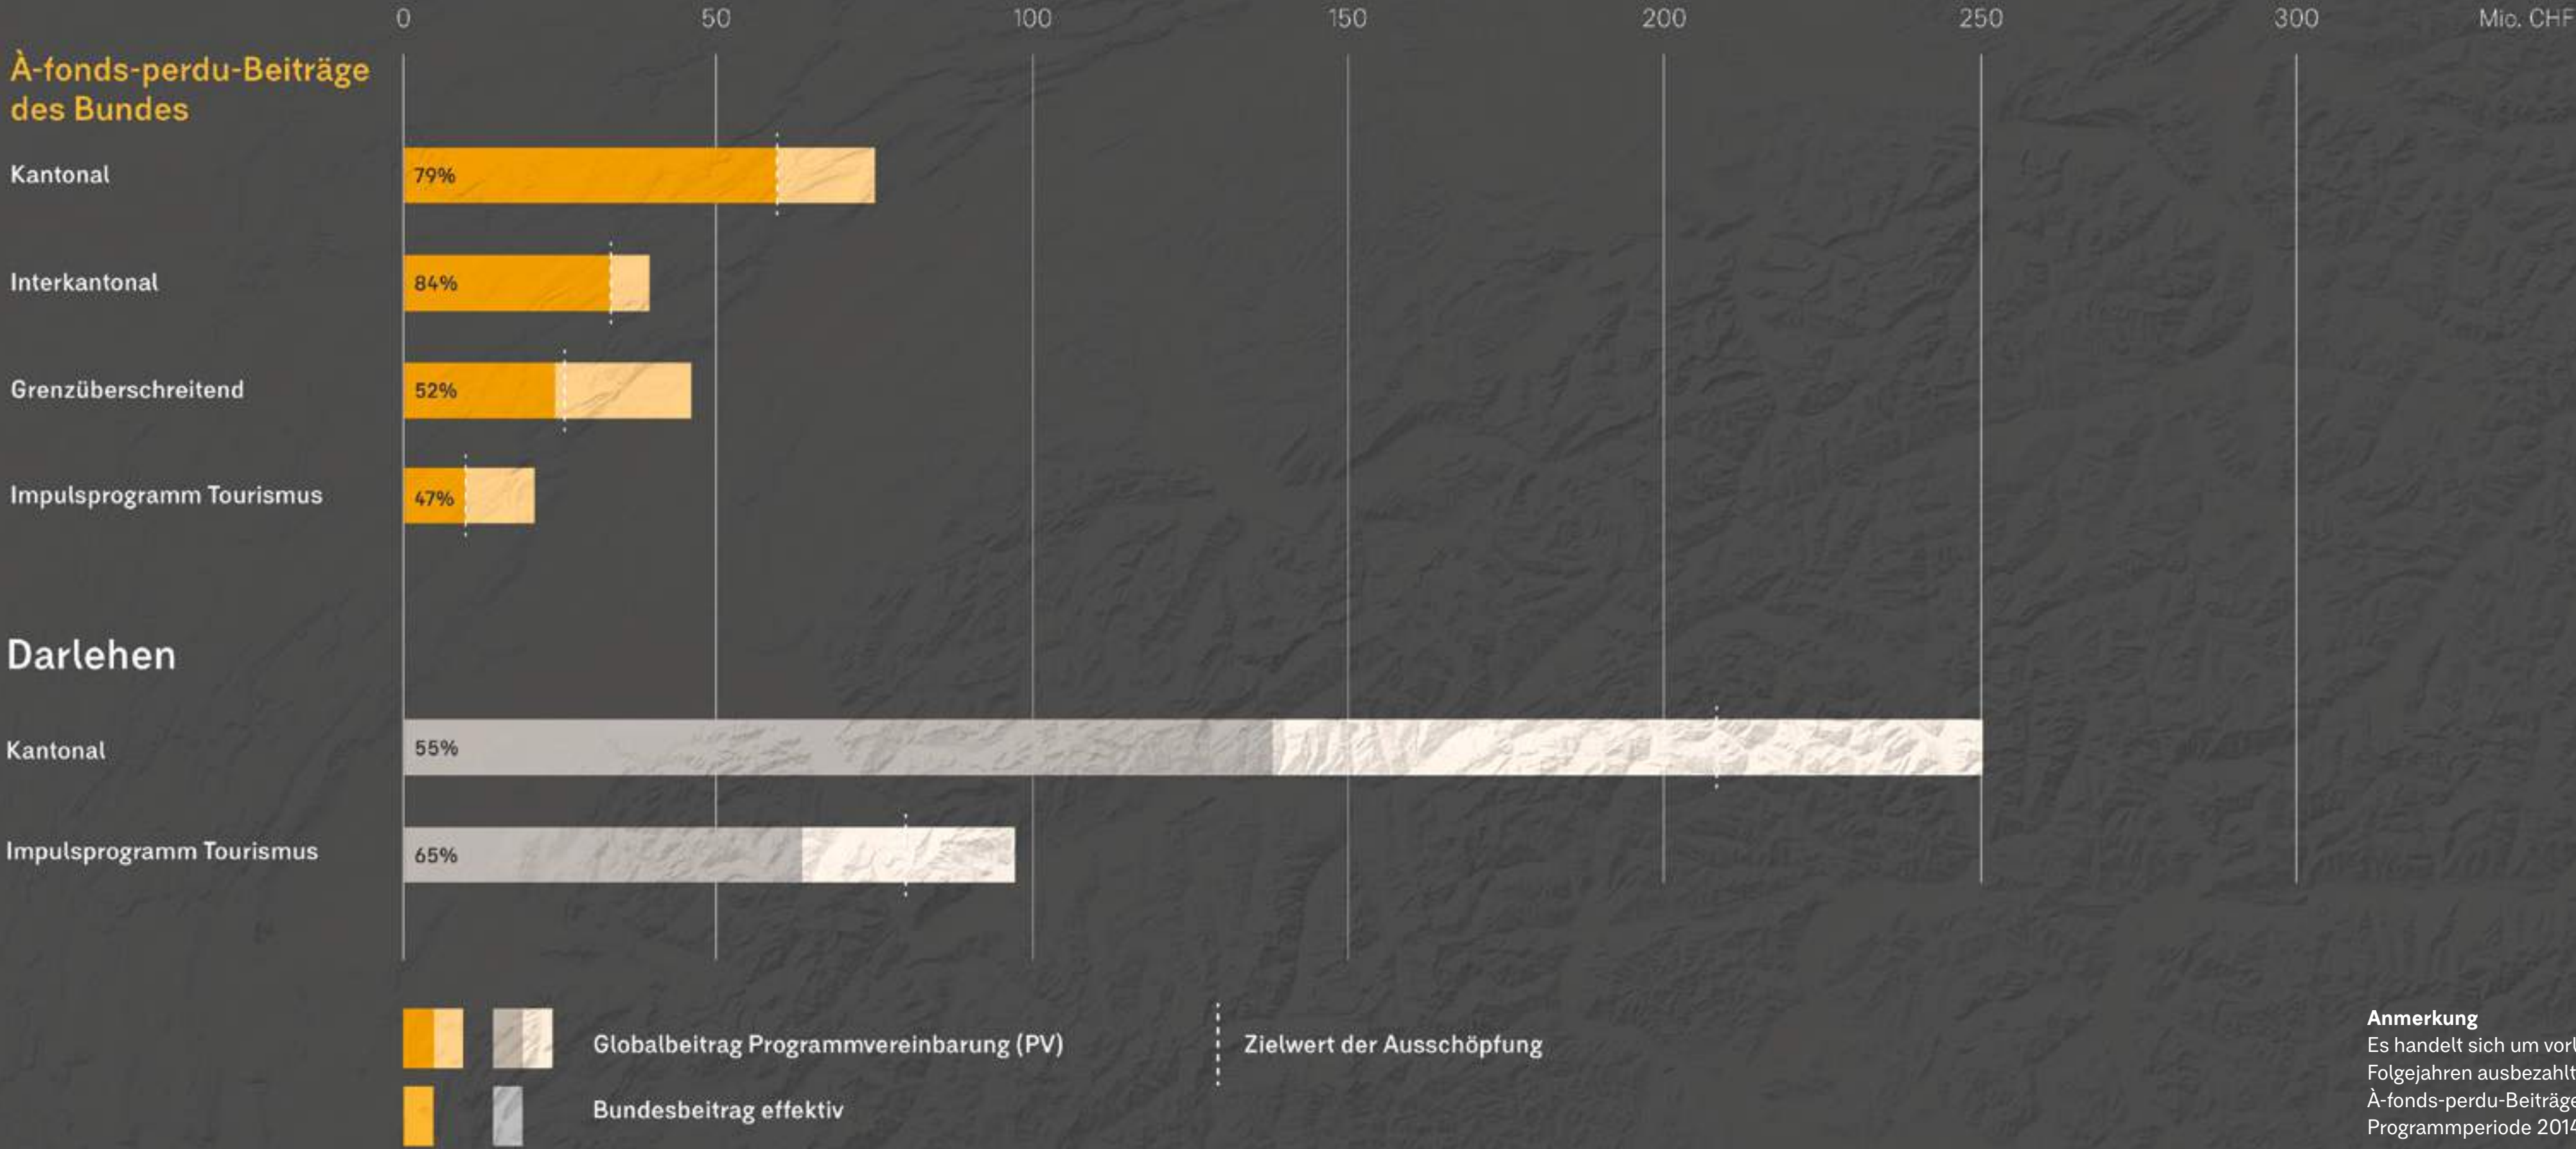 0 50 100 150 200 250 300 Mio. CHF
À-fonds-perdu-Beiträge
des Bundes
Kantonal 79%
Interkantonal 84%
Grenzüberschreitend 52%
Impulsprogramm Tourismus 47%
Darlehen
Kantonal 55%
Impulsprogramm Tourismus 65%
Globalbeitrag Programmvereinbarung (PV)
Zielwert der Ausschöpfung
Bundesbeitrag effektiv
Anmerkung
Es handelt sich um
Folgejahren ausbezahlt
À-fonds-perdu-Beiträge
Programmperiode 2014